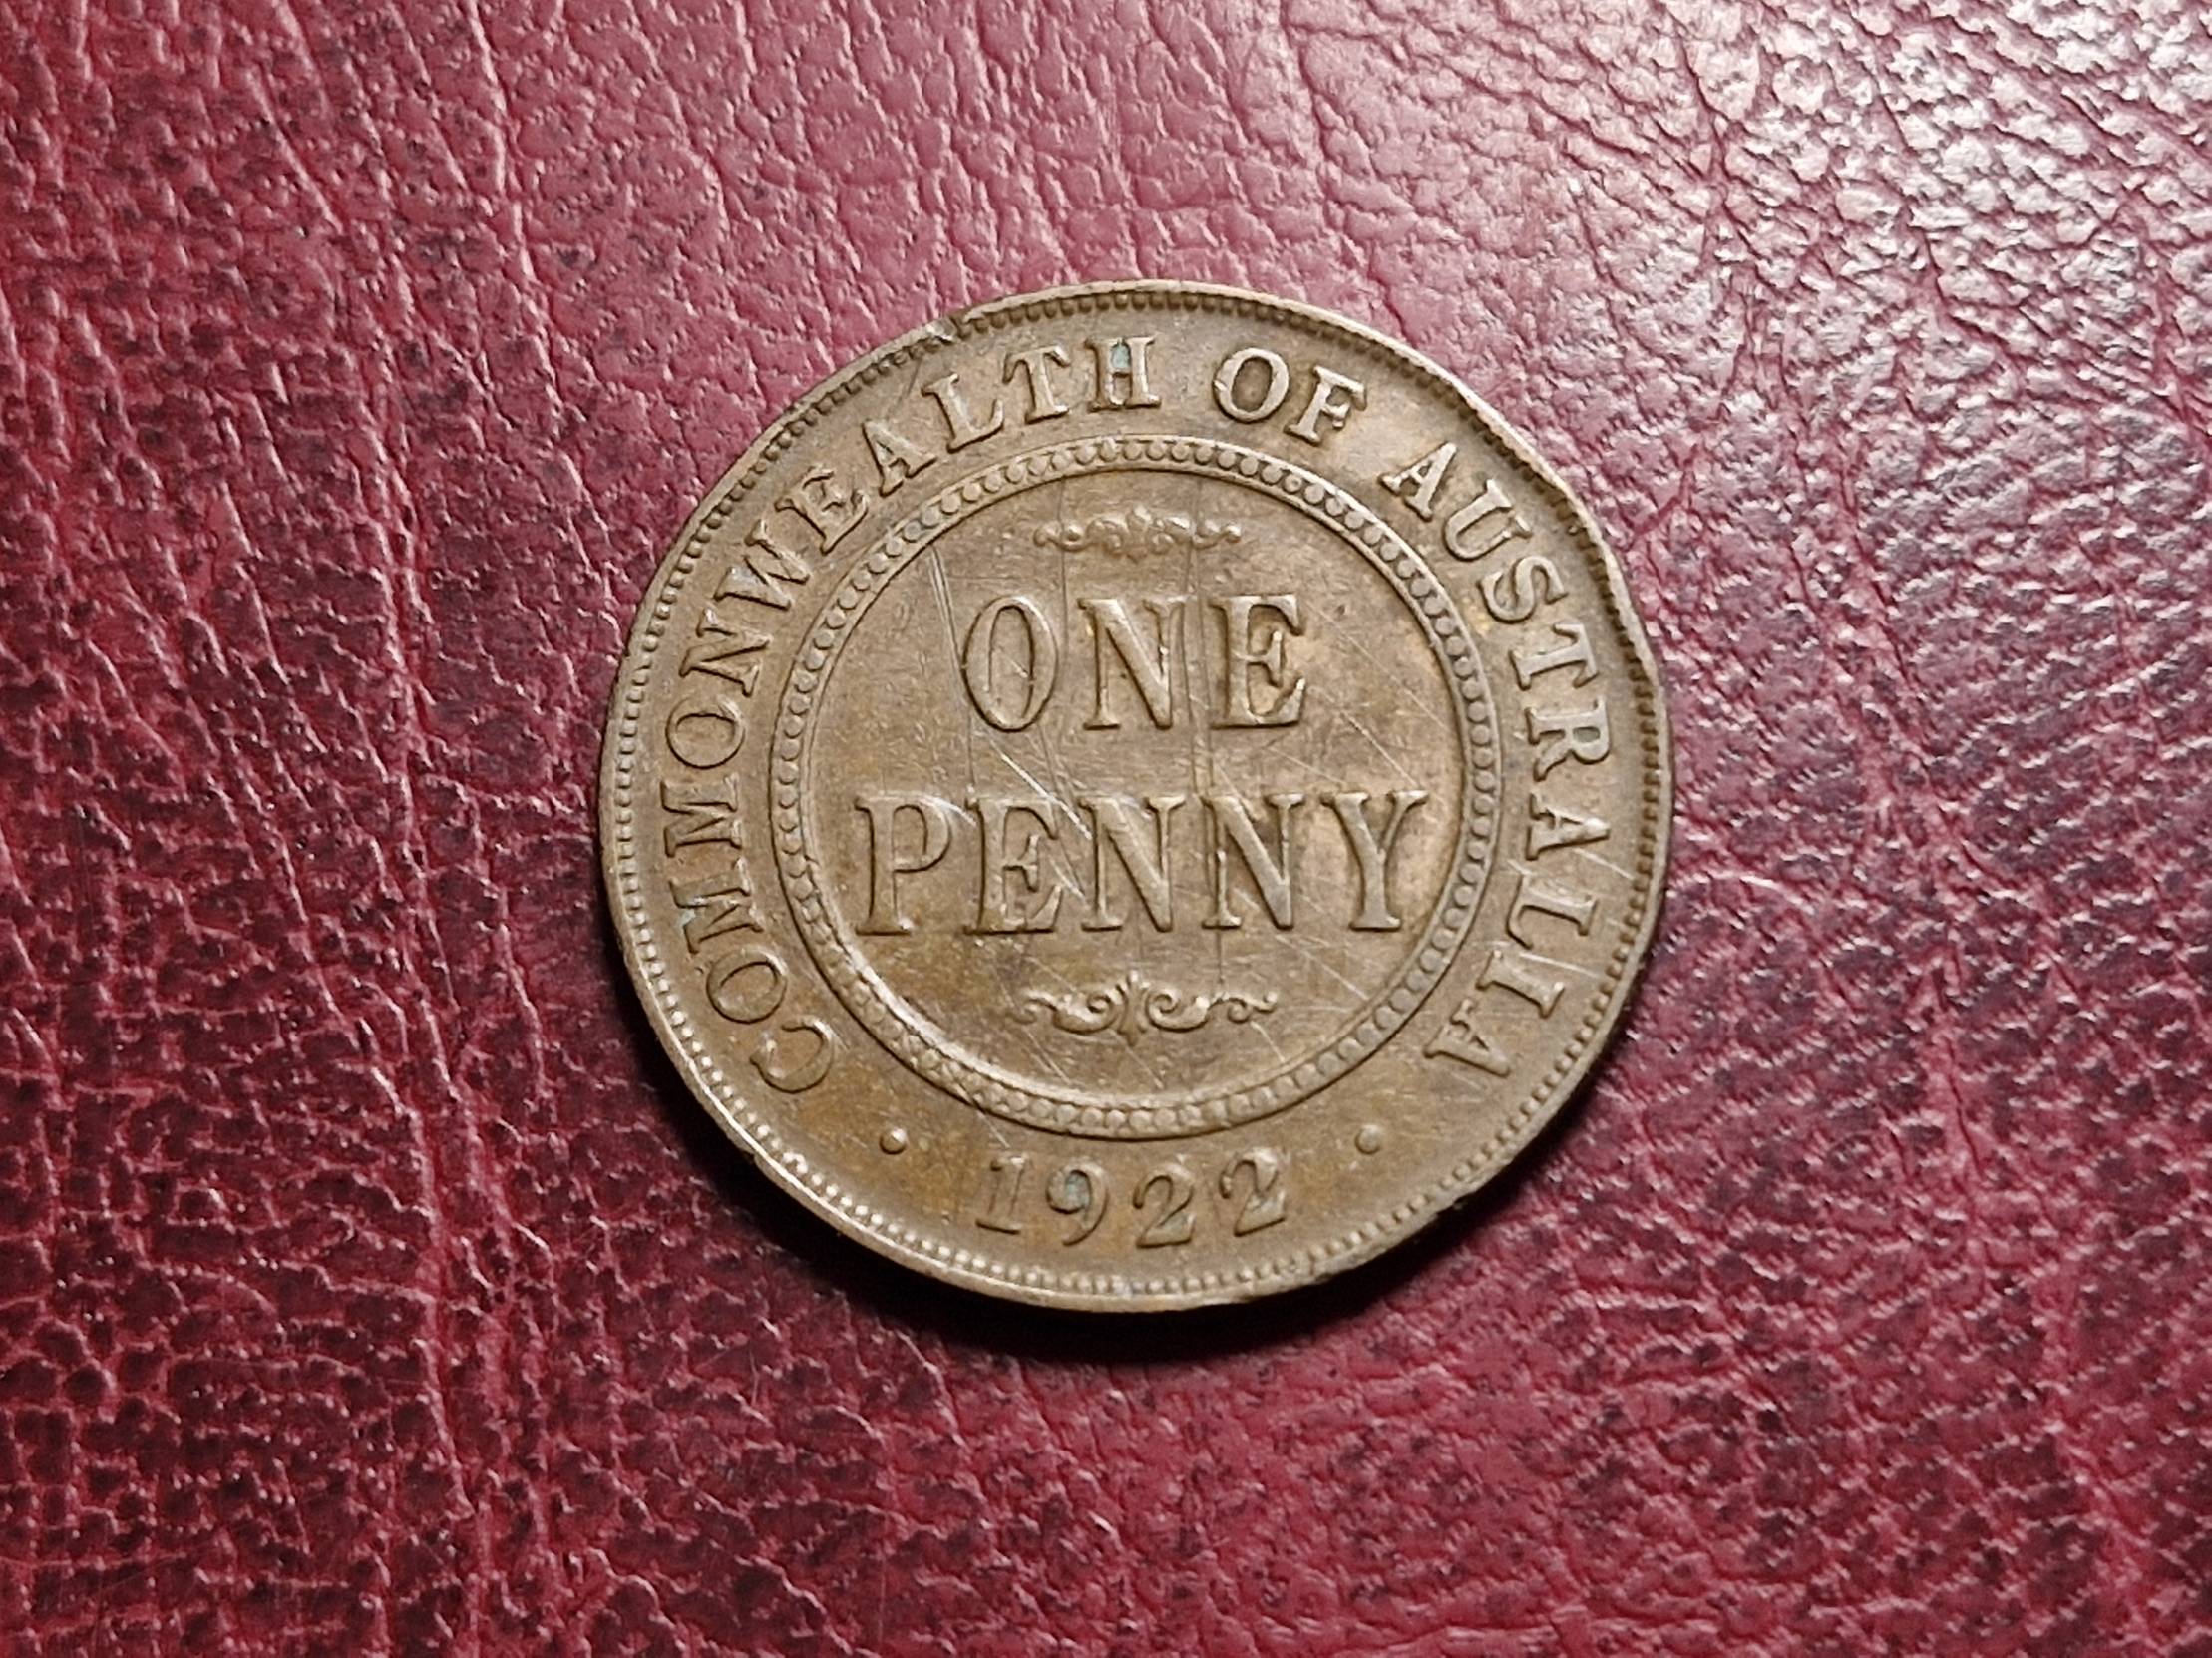 COMMONWEALTH OF AUSTRALIA
ONE
PENNY
· 1922 ·